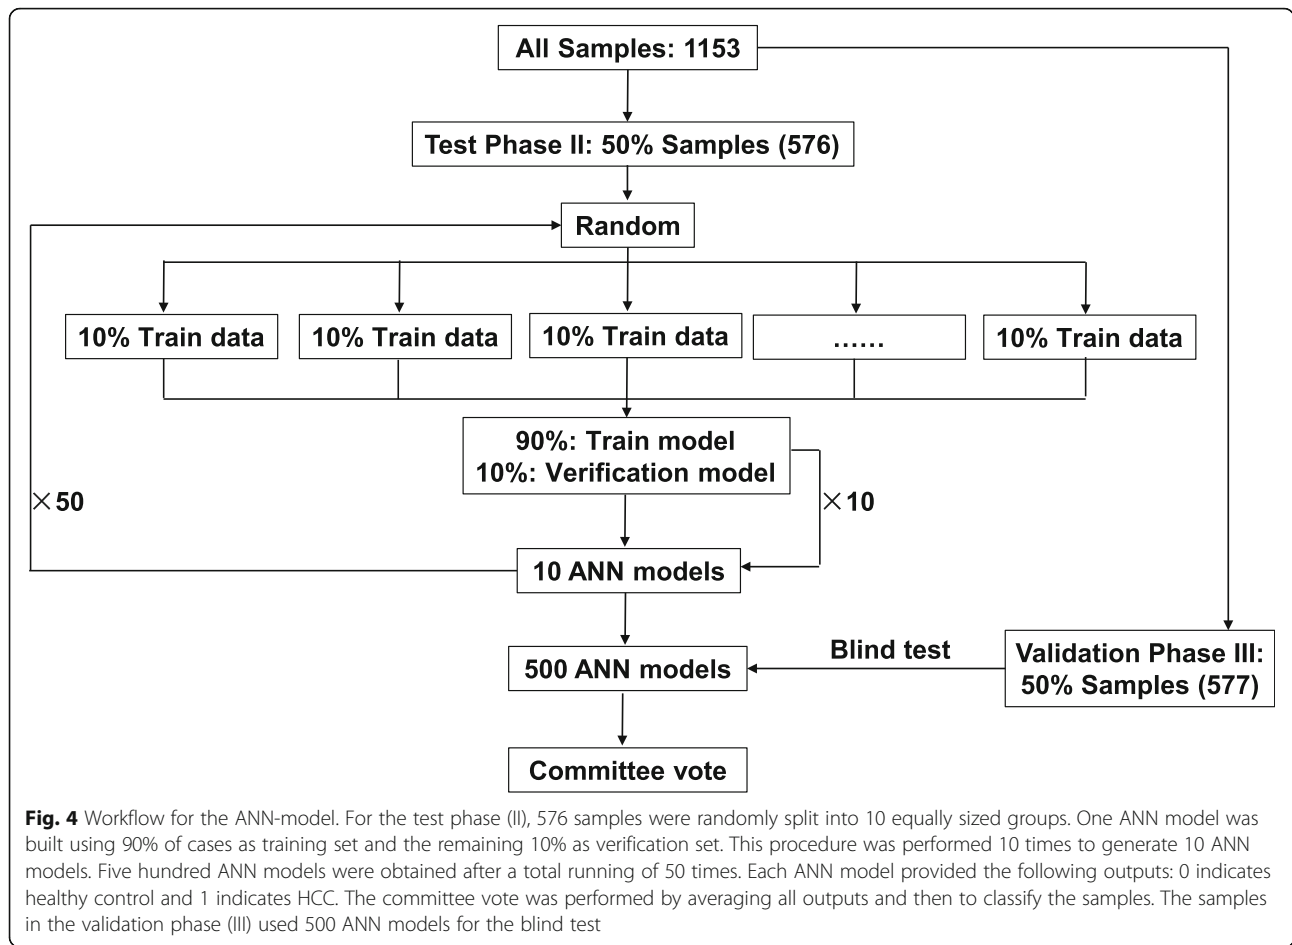 All Samples: 1153
Test Phase II: 50% Samples (576)
Random
10% Train data
10% Train data
10% Train data
......
10% Train data
90%: Train model
10%: Verification model
×50
×10
10 ANN models
500 ANN models
Blind test
Validation Phase III:
50% Samples (577)
Committee vote
Fig. 4 Workflow for the ANN-model. For the test phase (II), 576 samples were randomly split into 10 equally sized groups. One ANN model was
built using 90% of cases as training set and the remaining 10% as verification set. This procedure was performed 10 times to generate 10 ANN
models. Five hundred ANN models were obtained after a total running of 50 times. Each ANN model provided the following outputs: 0 indicates
healthy control and 1 indicates HCC. The committee vote was performed by averaging all outputs and then to classify the samples. The samples
in the validation phase (III) used 500 ANN models for the blind test